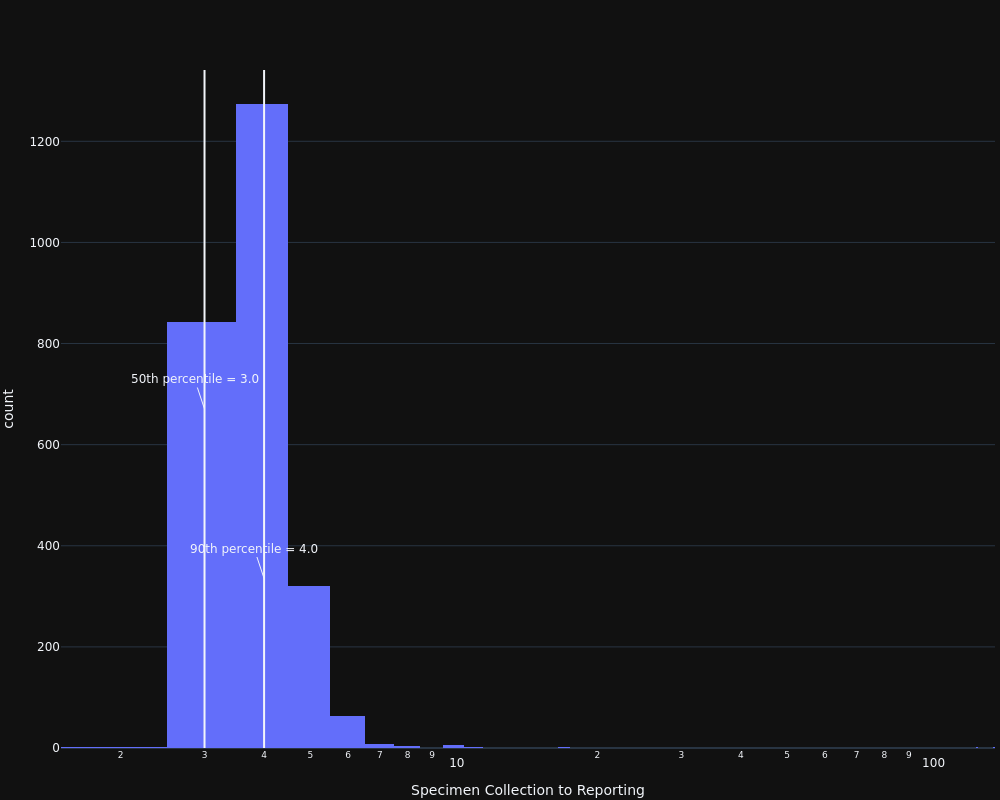 1200
1000
800
600
400
200
0
count
50th percentile = 3.0
90th percentile = 4.0
2 3 4 5 6 7 8 9 10 2 3 4 5 6 7 8 9 100
Specimen Collection to Reporting